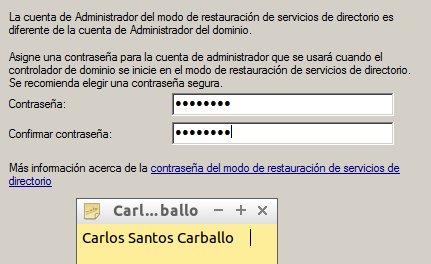 La cuenta de Administrador del modo de restauración de servicios de directorio es
diferente de la cuenta de Administrador del dominio.
Asigne una contraseña para la cuenta de administrador que se usará cuando el
controlador de dominio se inicie en el modo de restauración de servicios de directorio.
Se recomienda elegir una contraseña segura.
Contraseña: ●●●●●●●●
Confirmar contraseña: ●●●●●●●●
Más información acerca de la contraseña del modo de restauración de servicios de
directorio
Carl...ballo
Carlos Santos Carballo